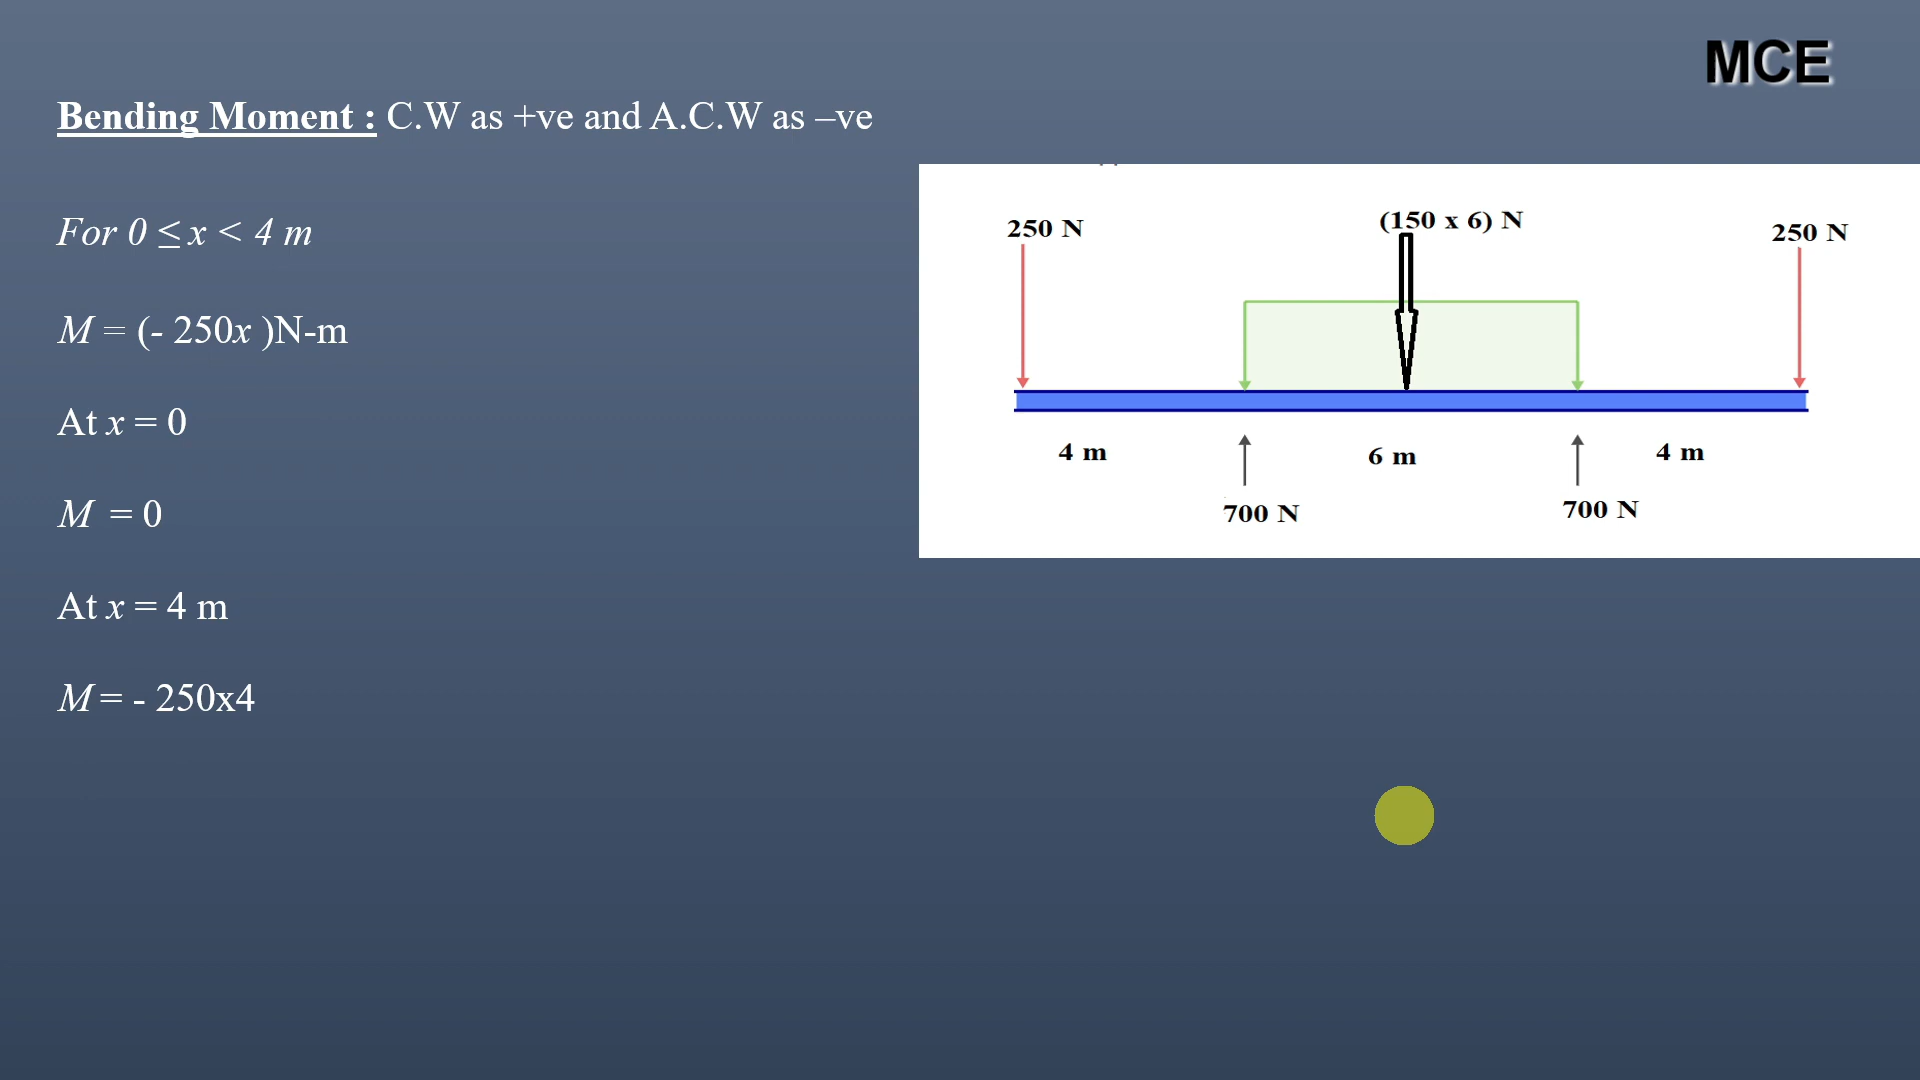 MCE
Bending Moment : C.W as +ve and A.C.W as –ve
For 0 ≤ x < 4 m
M = (- 250x )N-m
At x = 0
M = 0
At x = 4 m
M = - 250x4
250 N
(150 x 6) N
250 N
4 m
6 m
4 m
700 N
700 N